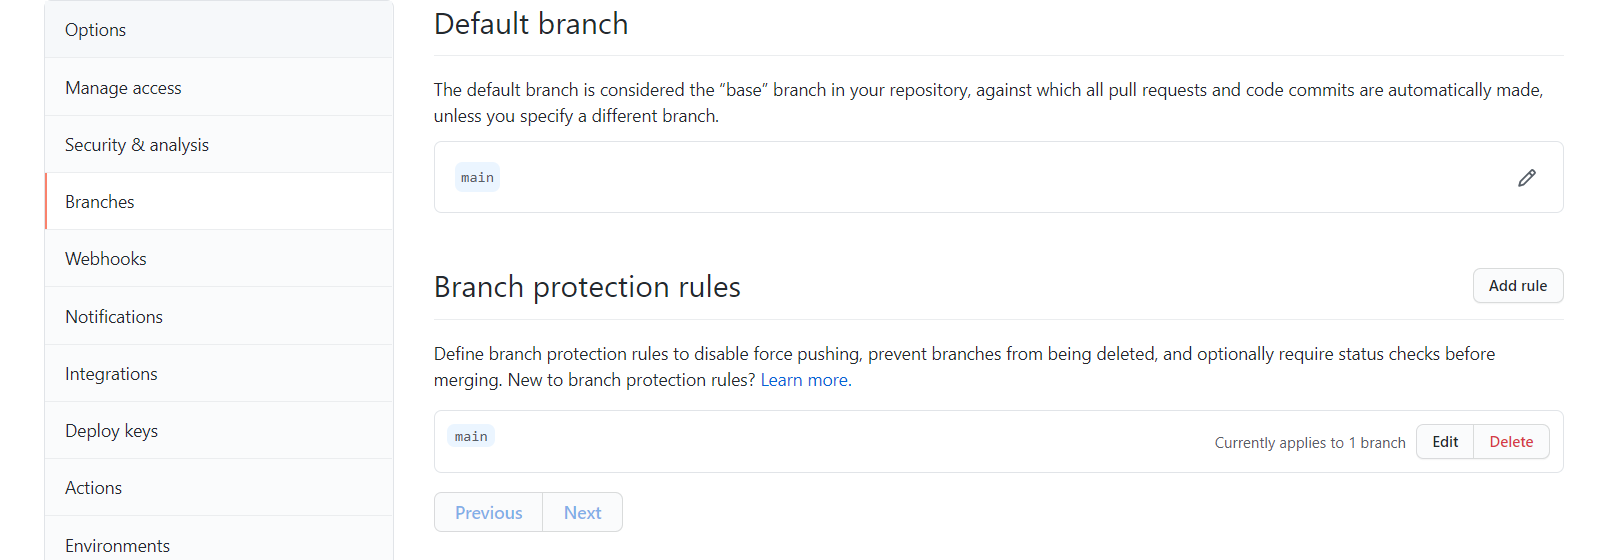 Options
Manage access
Security & analysis
Branches
Webhooks
Notifications
Integrations
Deploy keys
Actions
Environments
Default branch
The default branch is considered the “base” branch in your repository, against which all pull requests and code commits are automatically made,
unless you specify a different branch.
main
Branch protection rules
Add rule
Define branch protection rules to disable force pushing, prevent branches from being deleted, and optionally require status checks before
merging. New to branch protection rules? Learn more.
main
Currently applies to 1 branch
Edit
Delete
Previous
Next